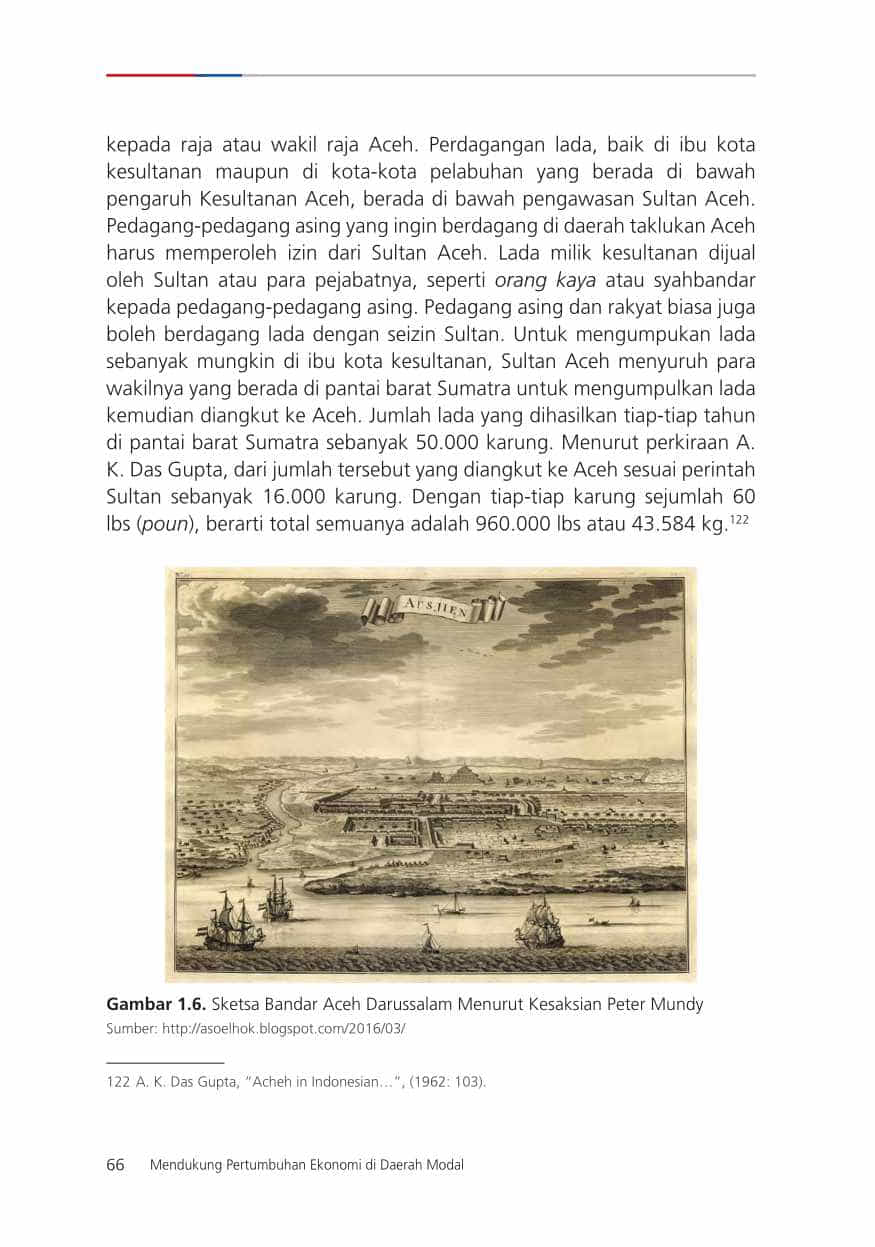 kepada raja atau wakil raja Aceh. Perdagangan lada, baik di ibu kota
kesultanan maupun di kota-kota pelabuhan yang berada di bawah
pengaruh Kesultanan Aceh, berada di bawah pengawasan Sultan Aceh.
Pedagang-pedagang asing yang ingin berdagang di daerah taklukan Aceh
harus memperoleh izin dari Sultan Aceh. Lada milik kesultanan dijual
oleh Sultan atau para pejabatnya, seperti orang kaya atau syahbandar
kepada pedagang-pedagang asing. Pedagang asing dan rakyat biasa juga
boleh berdagang lada dengan seizin Sultan. Untuk mengumpukan lada
sebanyak mungkin di ibu kota kesultanan, Sultan Aceh menyuruh para
wakilnya yang berada di pantai barat Sumatra untuk mengumpulkan lada
kemudian diangkut ke Aceh. Jumlah lada yang dihasilkan tiap-tiap tahun
di pantai barat Sumatra sebanyak 50.000 karung. Menurut perkiraan A.
K. Das Gupta, dari jumlah tersebut yang diangkut ke Aceh sesuai perintah
Sultan sebanyak 16.000 karung. Dengan tiap-tiap karung sejumlah 60
lbs (poun), berarti total semuanya adalah 960.000 lbs atau 43.584 kg.122
Gambar 1.6. Sketsa Bandar Aceh Darussalam Menurut Kesaksian Peter Mundy
Sumber: http://asoelhok.blogspot.com/2016/03/
122 A. K. Das Gupta, “Acheh in Indonesian…”, (1962: 103).
66 Mendukung Pertumbuhan Ekonomi di Daerah Modal